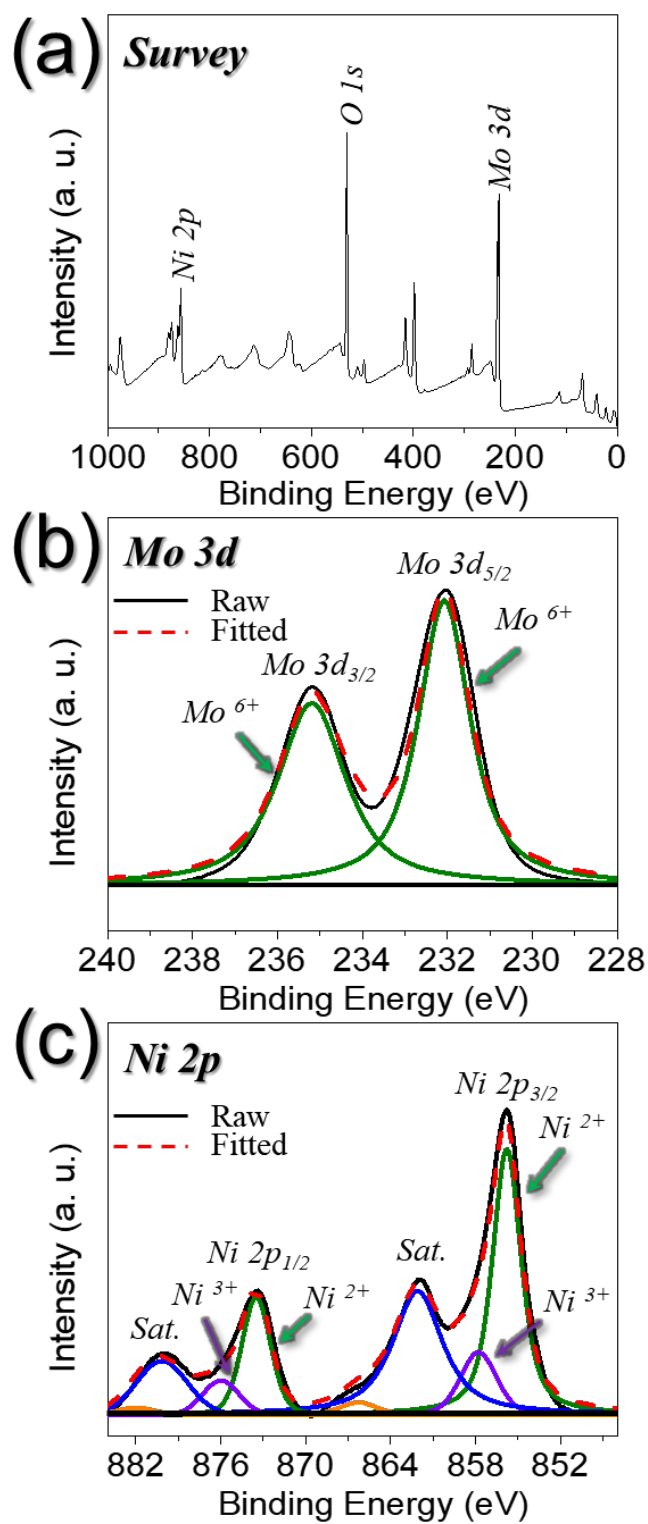 (a) Survey
O 1s
Mo 3d
Ni 2p
Intensity (a. u.)
1000 800 600 400 200 0
Binding Energy (eV)
(b) Mo 3d
Mo 3d5/2
Raw
Fitted
Mo 6+
Mo 3d3/2
Mo 6+
Intensity (a. u.)
240 238 236 234 232 230 228
Binding Energy (eV)
(c) Ni 2p
Ni 2p3/2
Raw
Fitted
Ni 2+
Ni 2p1/2
Sat.
Ni 3+
Ni 2+
Ni 3+
Sat.
Intensity (a. u.)
882 876 870 864 858 852
Binding Energy (eV)